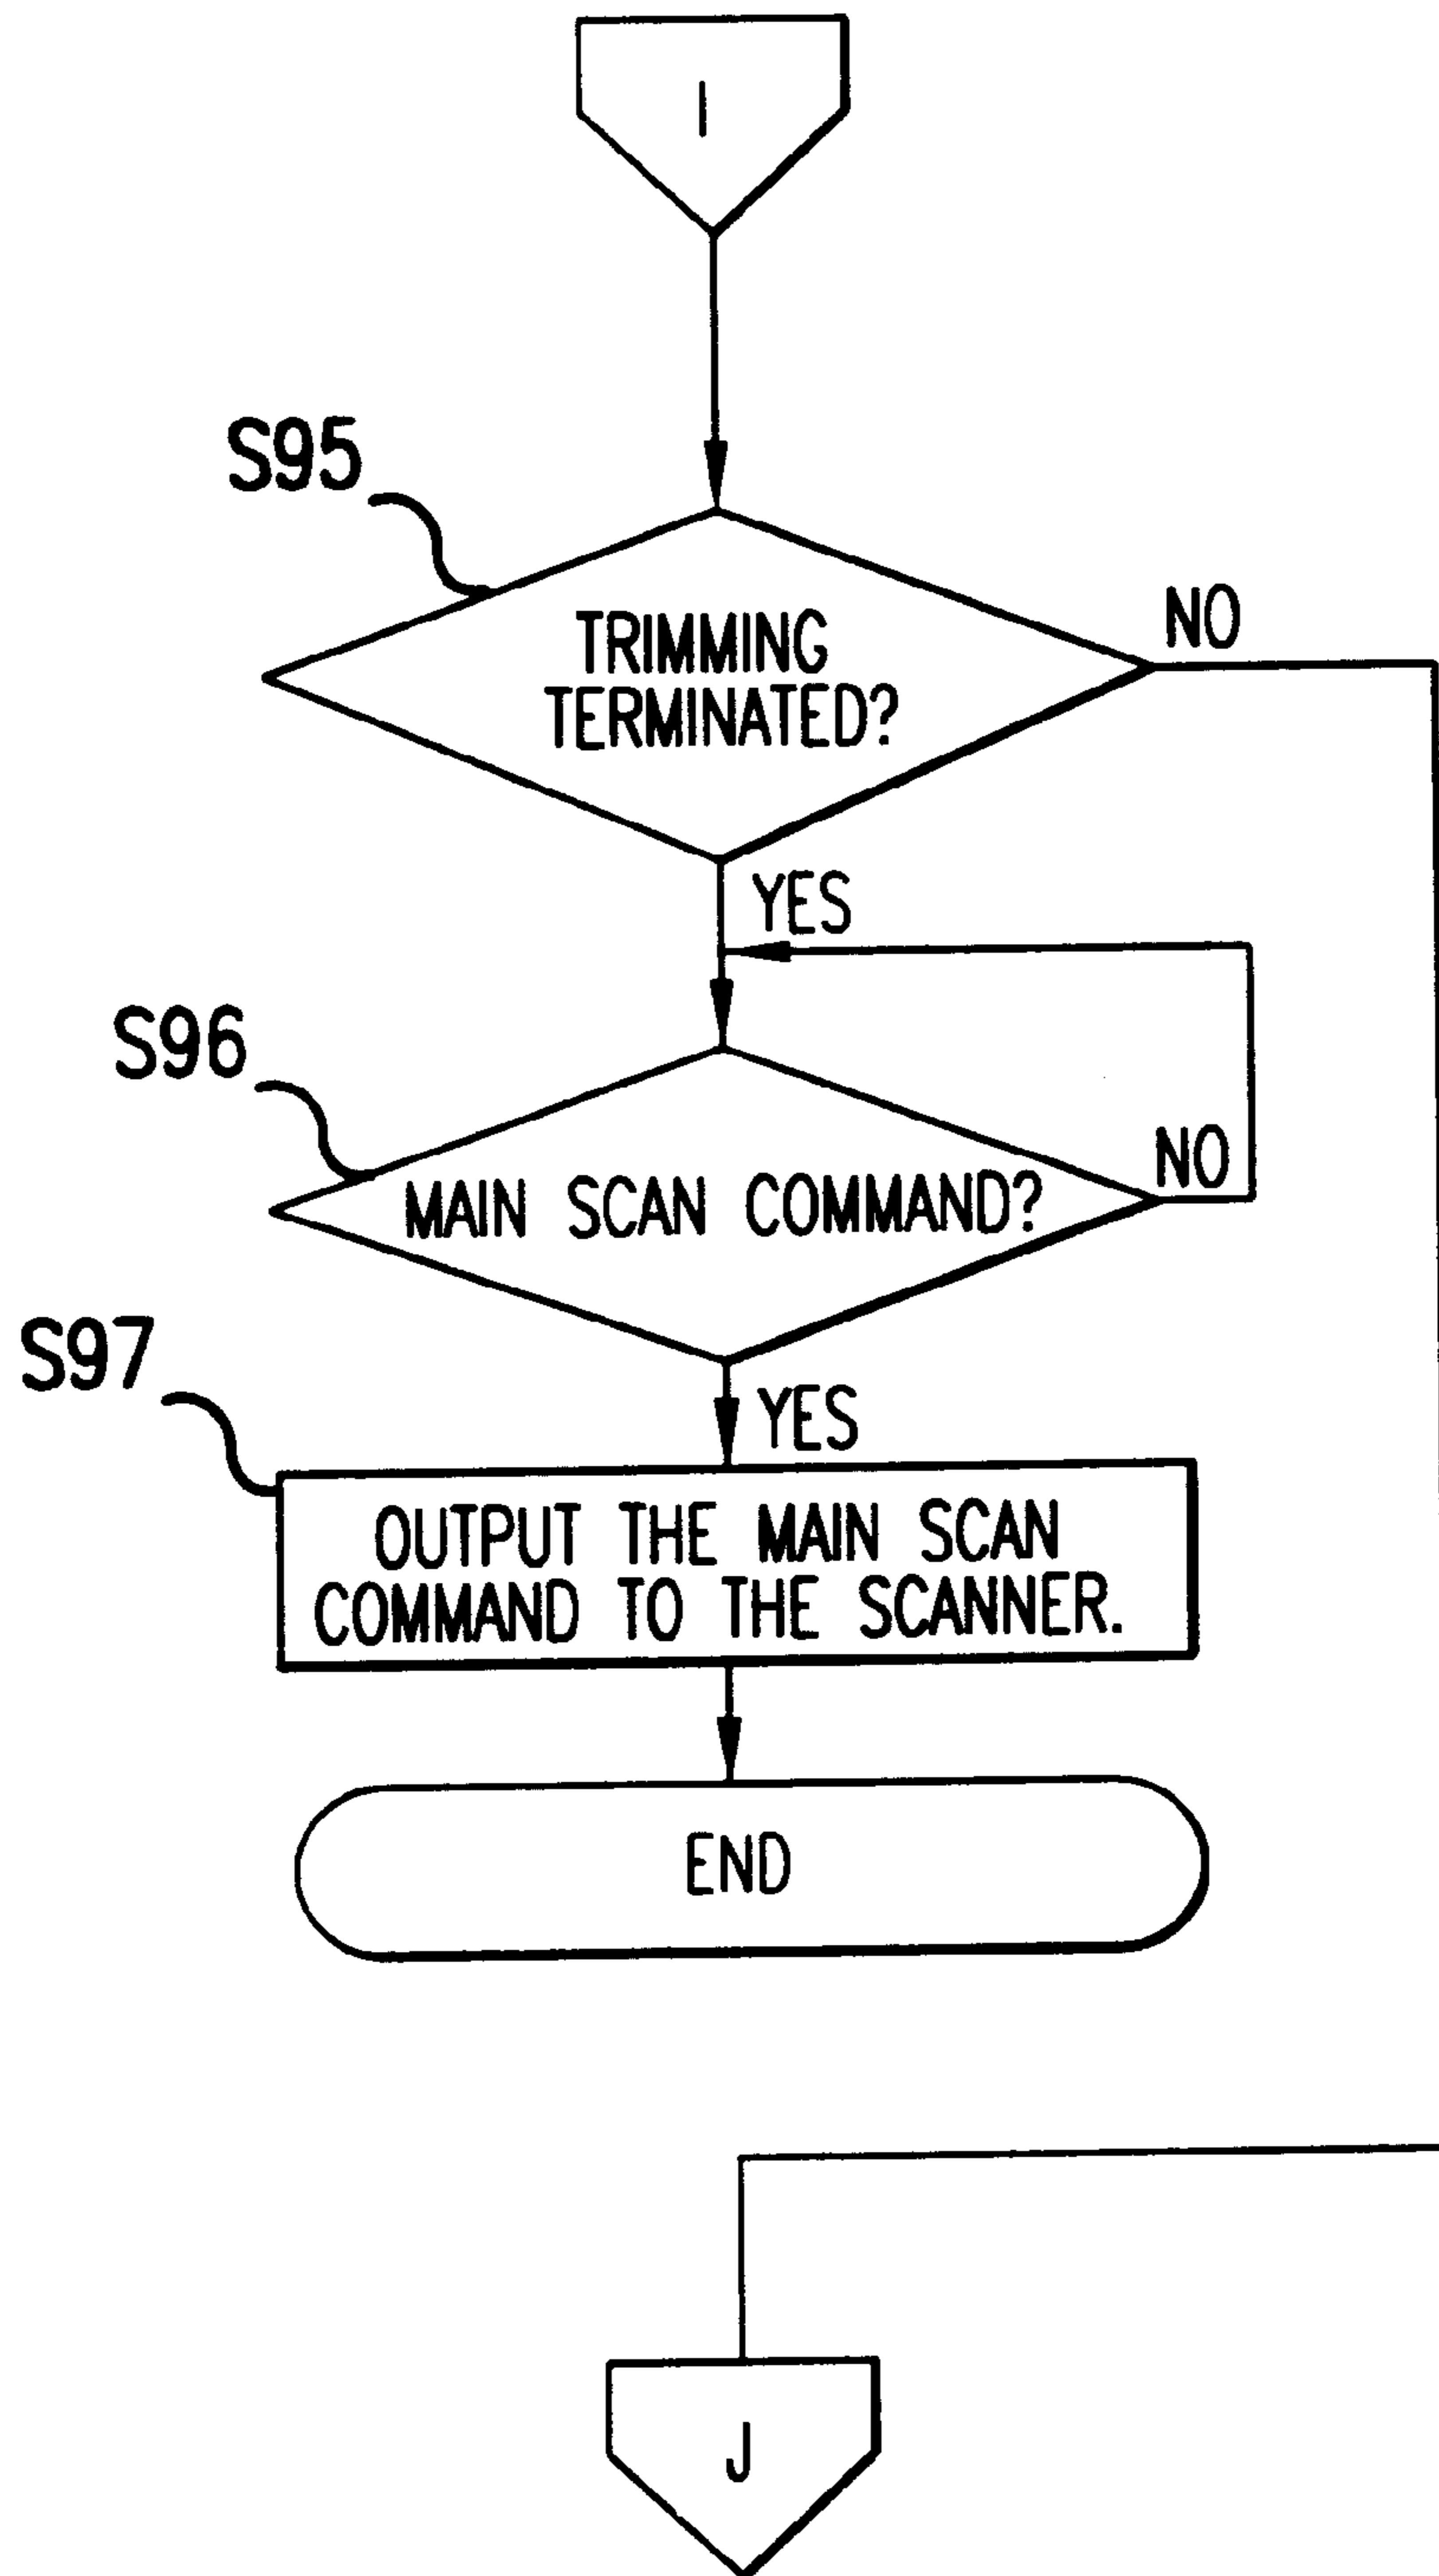 I
S95
TRIMMING
TERMINATED?
NO
YES
S96
MAIN SCAN COMMAND?
NO
YES
S97
OUTPUT THE MAIN SCAN
COMMAND TO THE SCANNER.
END
J